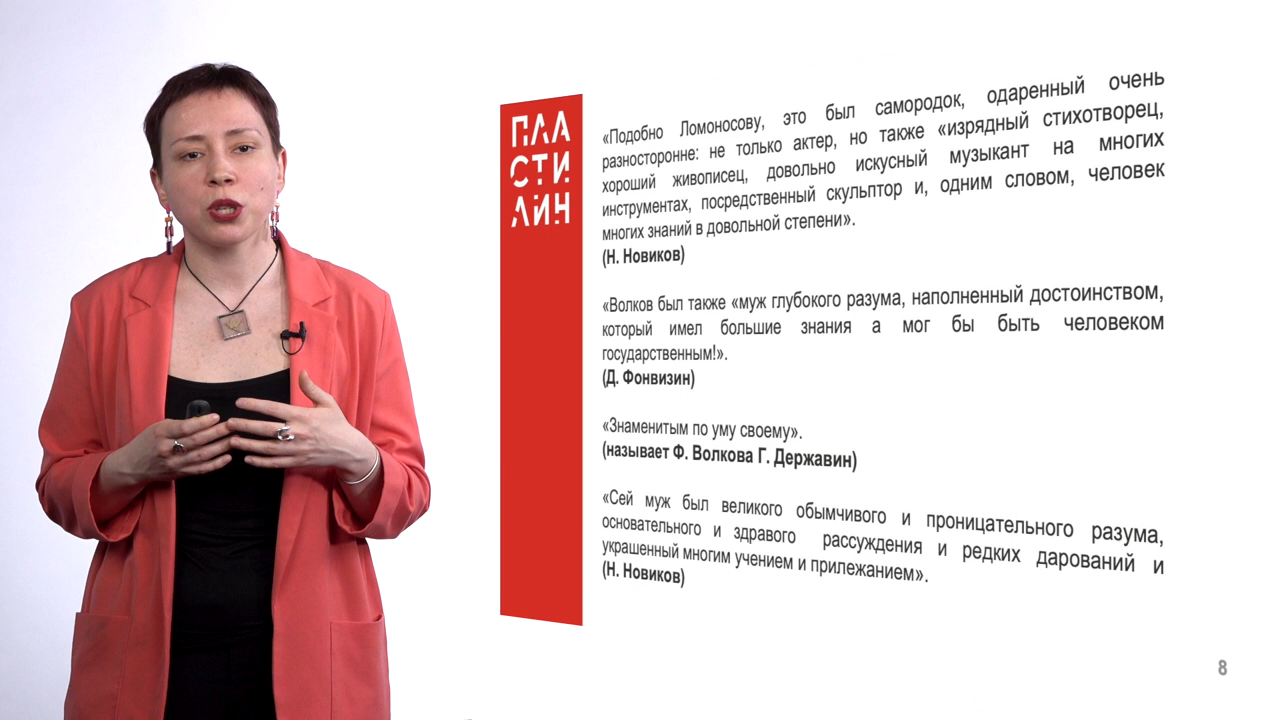 ПЛА
СТИ
ЛИН
«Подобно Ломоносову, это был самородок, одаренный очень
разносторонне: не только актер, но также «изрядный стихотворец,
хороший живописец, довольно искусный музыкант на многих
инструментах, посредственный скульптор и, одним словом, человек
многих знаний в довольной степени».
(Н. Новиков)
«Волков был также «муж глубокого разума, наполненный достоинством,
который имел большие знания а мог бы быть человеком
государственным!».
(Д. Фонвизин)
«Знаменитым по уму своему».
(называет Ф. Волкова Г. Державин)
«Сей муж был великого обымчивого и проницательного разума,
основательного и здравого рассуждения и редких дарований и
украшенный многим учением и прилежанием».
(Н. Новиков)
8